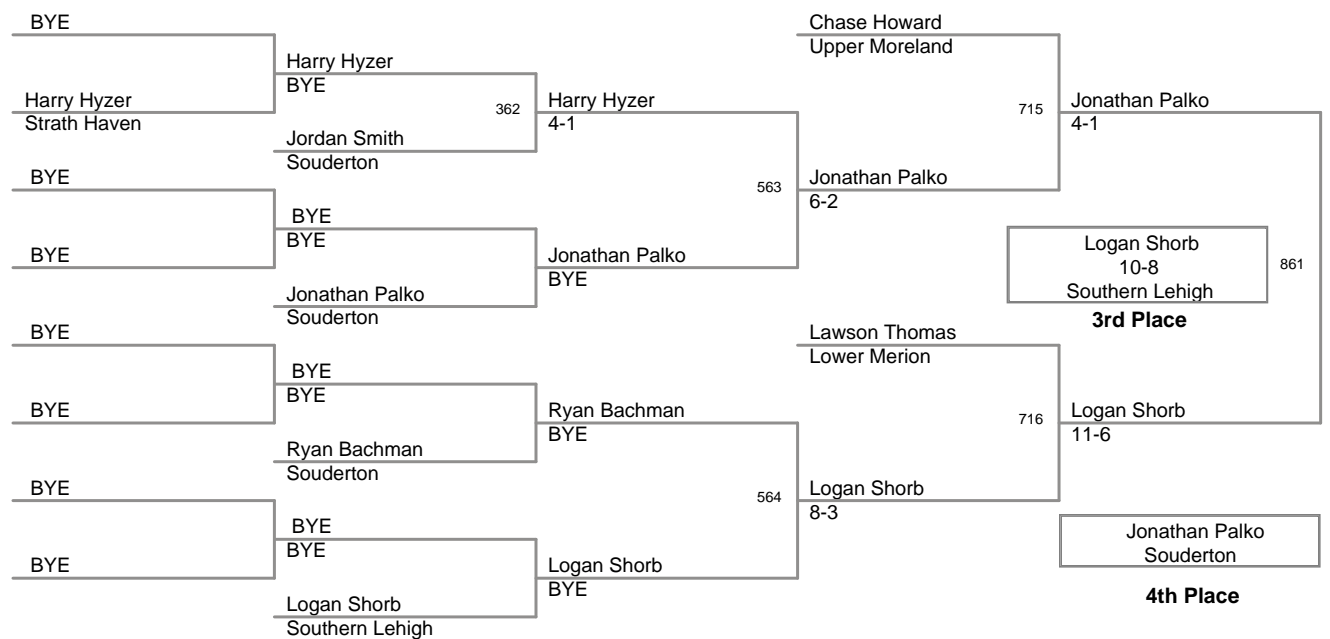 BYE
Harry Hyzer
Strath Haven
BYE
BYE
BYE
BYE
BYE
BYE
Harry Hyzer
BYE
362
Jordan Smith
Souderton
BYE
BYE
Jonathan Palko
Souderton
BYE
BYE
Ryan Bachman
Souderton
BYE
BYE
Logan Shorb
Southern Lehigh
Harry Hyzer
4-1
563
Jonathan Palko
BYE
Ryan Bachman
BYE
564
Logan Shorb
BYE
Chase Howard
Upper Moreland
715
Jonathan Palko
6-2
Lawson Thomas
Lower Merion
716
Logan Shorb
8-3
Jonathan Palko
4-1
Logan Shorb
10-8
Southern Lehigh
861
3rd Place
Logan Shorb
11-6
Jonathan Palko
Souderton
4th Place